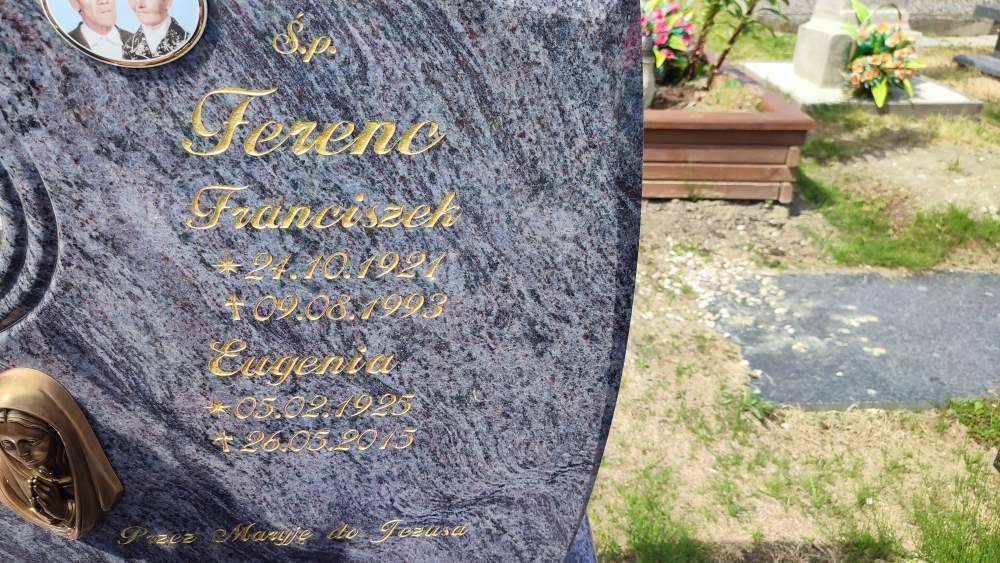 Ś.p.
Ferenc
Franciszek
* 24.10.1921
✝ 09.08.1993
Eugenia
* 05.02.1925
✝ 26.05.2015
Przez Maryję do Jezusa